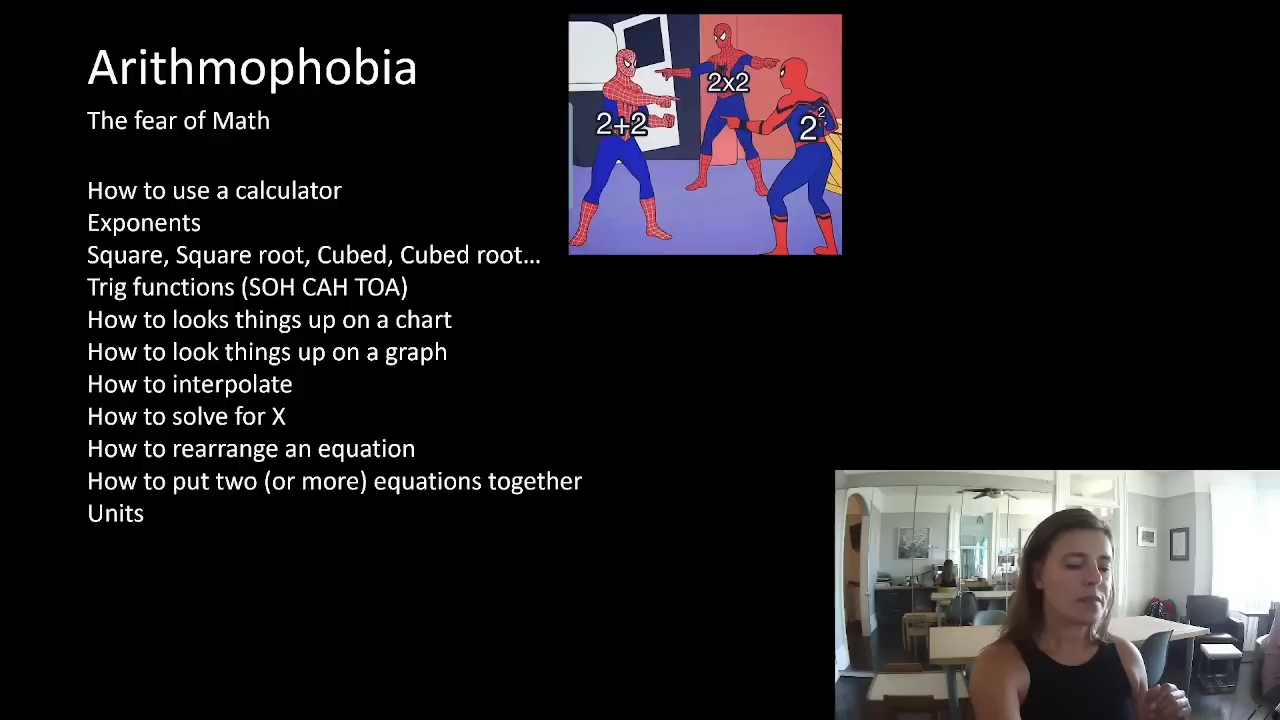 Arithmophobia
The fear of Math
2x2
2+2
2²
How to use a calculator
Exponents
Square, Square root, Cubed, Cubed root…
Trig functions (SOH CAH TOA)
How to looks things up on a chart
How to look things up on a graph
How to interpolate
How to solve for X
How to rearrange an equation
How to put two (or more) equations together
Units